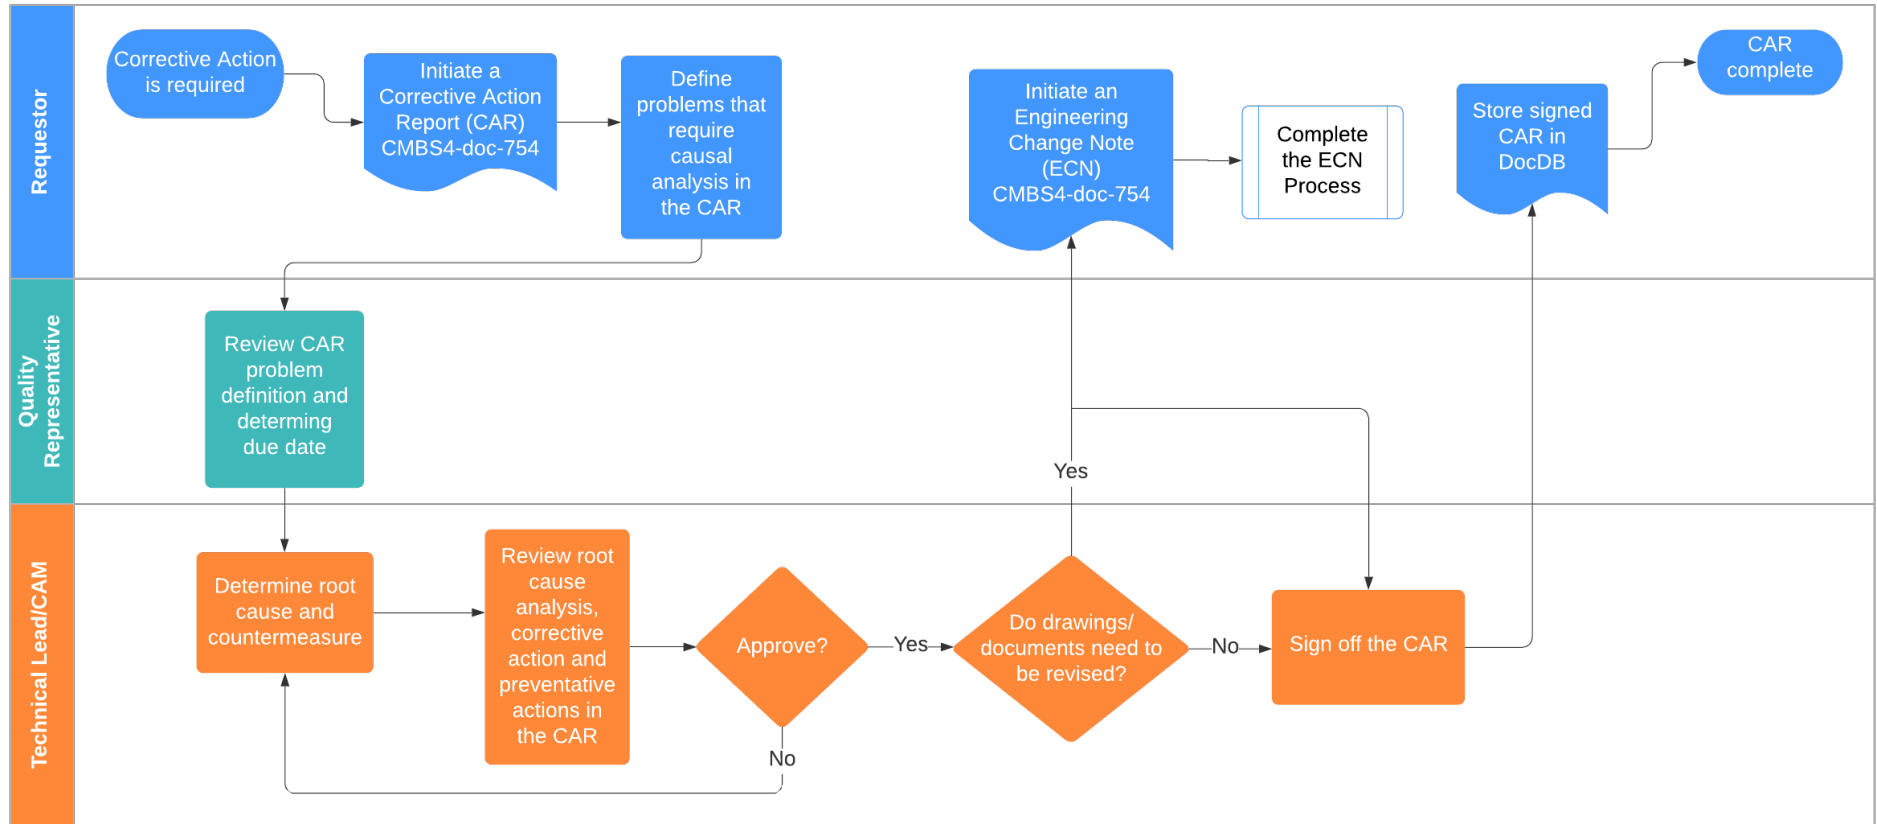 Requestor
Corrective Action
is required
Initiate a
Corrective Action
Report (CAR)
CMBS4-doc-754
Define
problems that
require
causal
analysis in
the CAR
Initiate an
Engineering
Change Note
(ECN)
CMBS4-doc-754
Complete
the ECN
Process
Store signed
CAR in
DocDB
CAR
complete
Quality
Representative
Review CAR
problem
definition and
determing
due date
Yes
Technical Lead/CAM
Determine root
cause and
countermeasure
Review root
cause
analysis,
corrective
action and
preventative
actions in
the CAR
Approve?
Yes
No
Do drawings/
documents need to
be revised?
No
Sign off the CAR